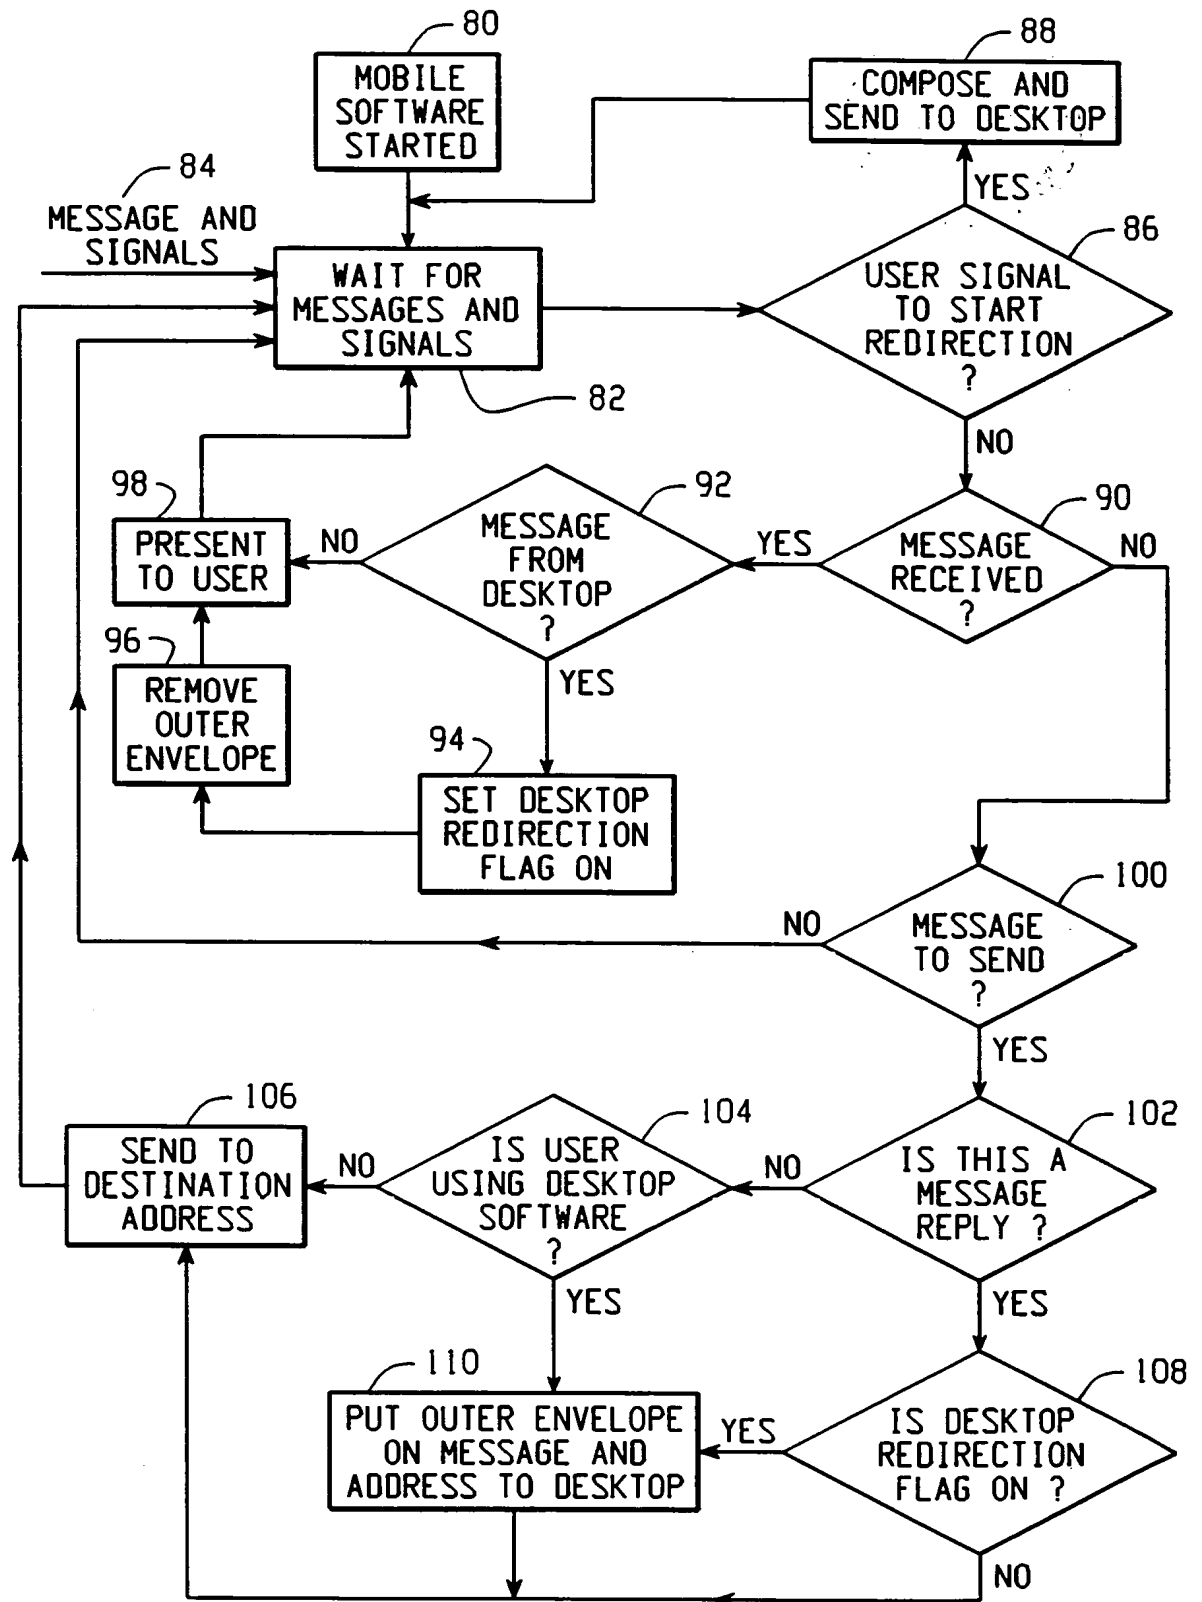 80
MOBILE
SOFTWARE
STARTED
88
COMPOSE AND
SEND TO DESKTOP
84
MESSAGE AND
SIGNALS
YES
86
WAIT FOR
MESSAGES AND
SIGNALS
82
USER SIGNAL
TO START
REDIRECTION
?
NO
98
PRESENT
TO USER
NO
92
MESSAGE
FROM
DESKTOP
?
YES
90
MESSAGE
RECEIVED
?
NO
96
REMOVE
OUTER
ENVELOPE
YES
94
SET DESKTOP
REDIRECTION
FLAG ON
100
NO
MESSAGE
TO SEND
?
YES
106
SEND TO
DESTINATION
ADDRESS
NO
104
IS USER
USING DESKTOP
SOFTWARE
?
NO
102
IS THIS A
MESSAGE
REPLY ?
YES
YES
110
PUT OUTER ENVELOPE
ON MESSAGE AND
ADDRESS TO DESKTOP
YES
108
IS DESKTOP
REDIRECTION
FLAG ON ?
NO